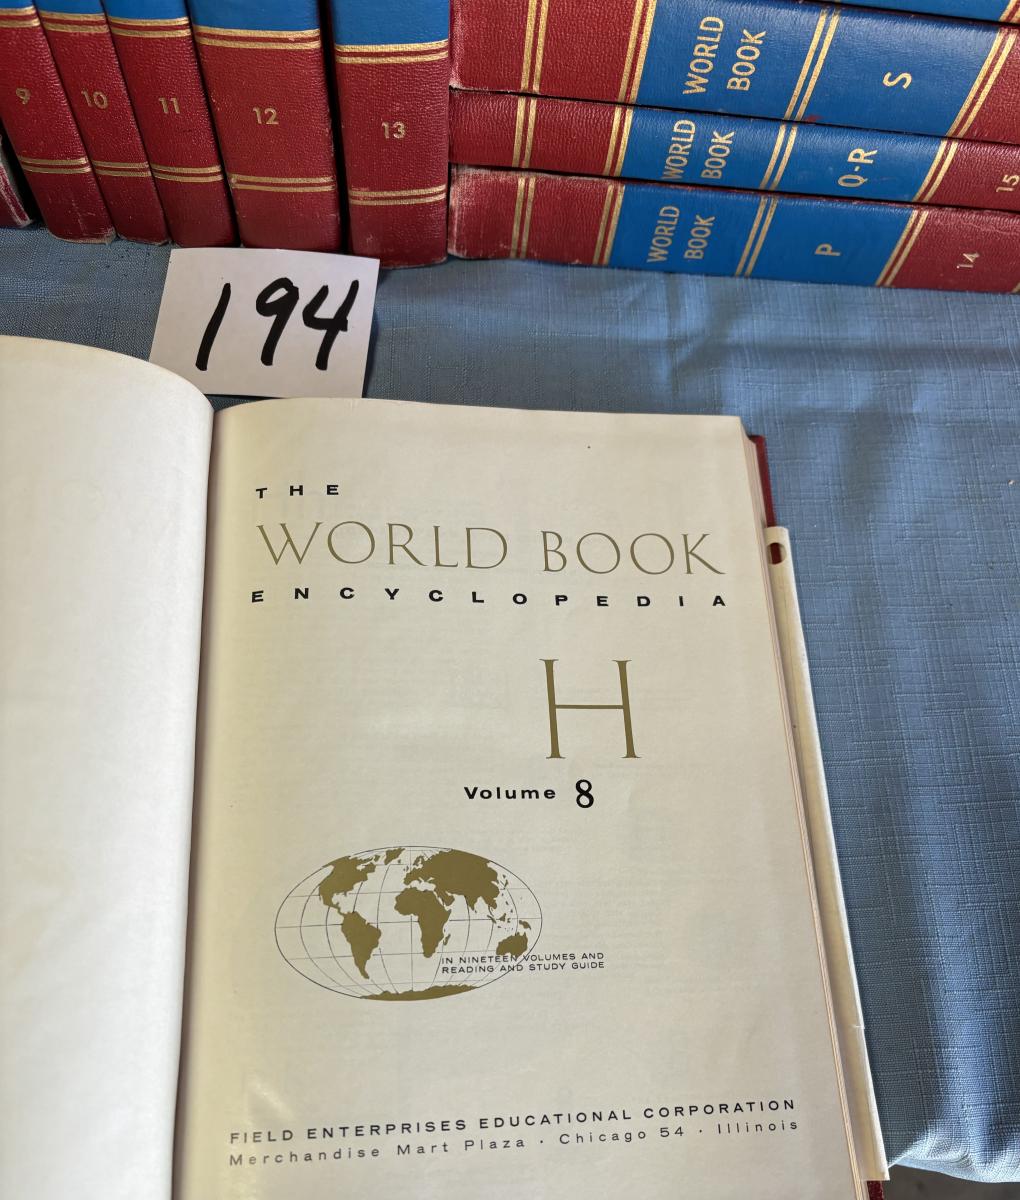 9
10
11
12
13
WORLD
BOOK
S
WORLD
BOOK
Q-R
15
WORLD
BOOK
P
14
194
THE
WORLD BOOK
ENCYCLOPEDIA
H
Volume 8
IN NINETEEN VOLUMES AND
READING AND STUDY GUIDE
FIELD ENTERPRISES EDUCATIONAL CORPORATION
Merchandise Mart Plaza · Chicago 54 · Illinois